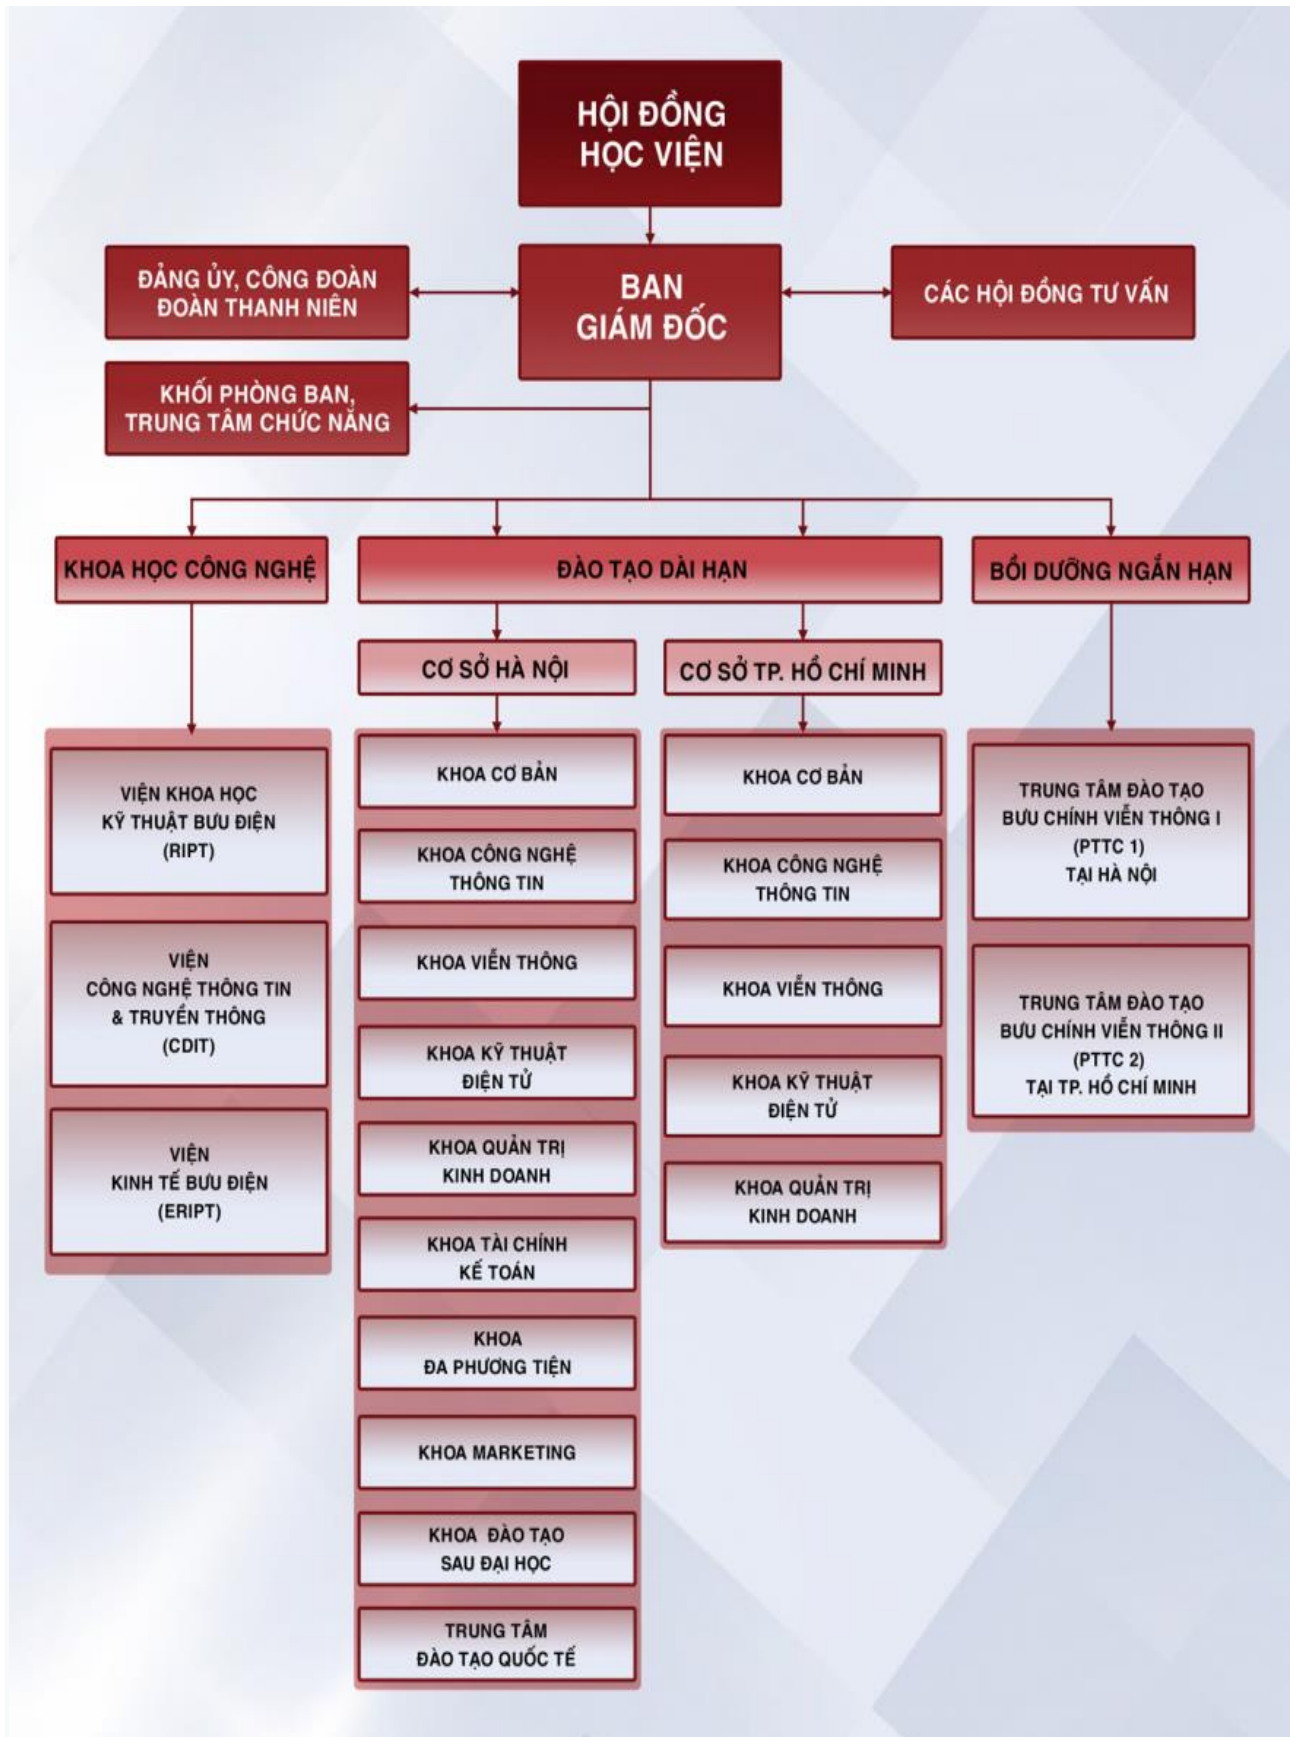 HỘI ĐỒNG
HỌC VIỆN
ĐẢNG ỦY, CÔNG ĐOÀN
ĐOÀN THANH NIÊN
BAN
GIÁM ĐỐC
CÁC HỘI ĐỒNG TƯ VẤN
KHỐI PHÒNG BAN,
TRUNG TÂM CHỨC NĂNG
KHOA HỌC CÔNG NGHỆ
ĐÀO TẠO DÀI HẠN
BỒI DƯỠNG NGẮN HẠN
CƠ SỞ HÀ NỘI
CƠ SỞ TP. HỒ CHÍ MINH
VIỆN KHOA HỌC
KỸ THUẬT BƯU ĐIỆN
(RIPT)
VIỆN
CÔNG NGHỆ THÔNG TIN
& TRUYỀN THÔNG
(CDIT)
VIỆN
KINH TẾ BƯU ĐIỆN
(ERIPT)
KHOA CƠ BẢN
KHOA CÔNG NGHỆ
THÔNG TIN
KHOA VIỄN THÔNG
KHOA KỸ THUẬT
ĐIỆN TỬ
KHOA QUẢN TRỊ
KINH DOANH
KHOA TÀI CHÍNH
KẾ TOÁN
KHOA
ĐA PHƯƠNG TIỆN
KHOA MARKETING
KHOA ĐÀO TẠO
SAU ĐẠI HỌC
TRUNG TÂM
ĐÀO TẠO QUỐC TẾ
KHOA CƠ BẢN
KHOA CÔNG NGHỆ
THÔNG TIN
KHOA VIỄN THÔNG
KHOA KỸ THUẬT
ĐIỆN TỬ
KHOA QUẢN TRỊ
KINH DOANH
TRUNG TÂM ĐÀO TẠO
BƯU CHÍNH VIỄN THÔNG I
(PTTC 1)
TẠI HÀ NỘI
TRUNG TÂM ĐÀO TẠO
BƯU CHÍNH VIỄN THÔNG II
(PTTC 2)
TẠI TP. HỒ CHÍ MINH